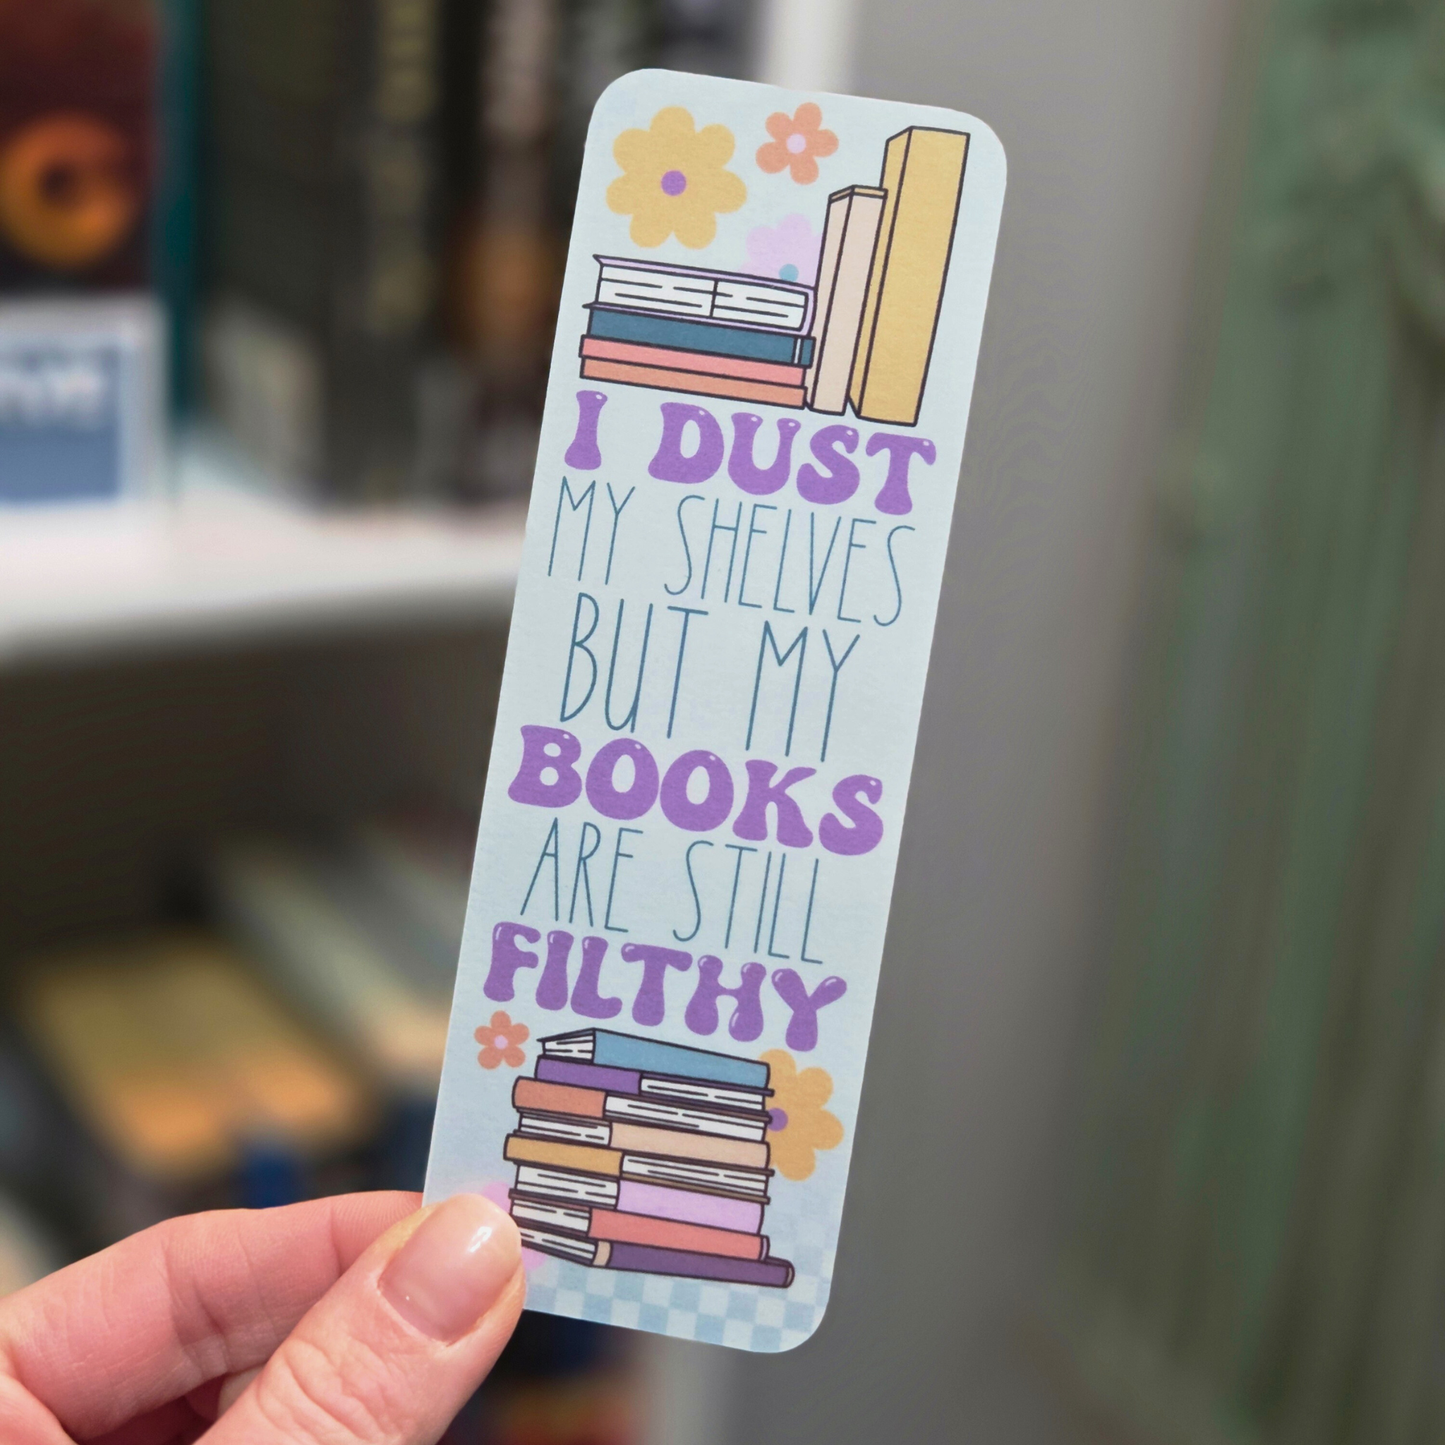 I DUST
MY SHELVES
BUT MY
BOOKS
ARE STILL
FILTHY